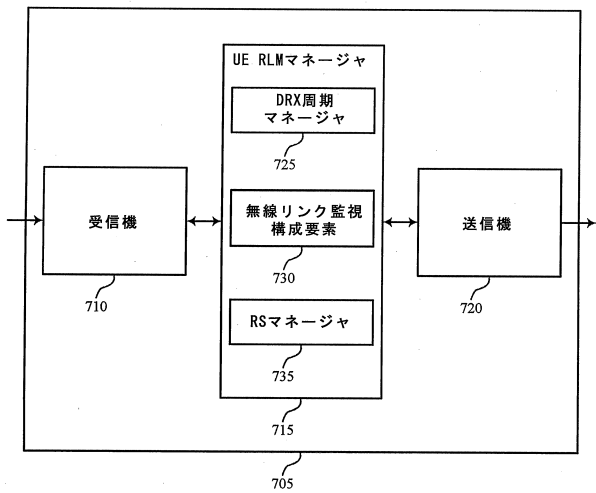 UE RLMマネージャ
DRX周期
マネージャ
725
受信機
710
無線リンク監視
構成要素
730
送信機
720
RSマネージャ
735
715
705